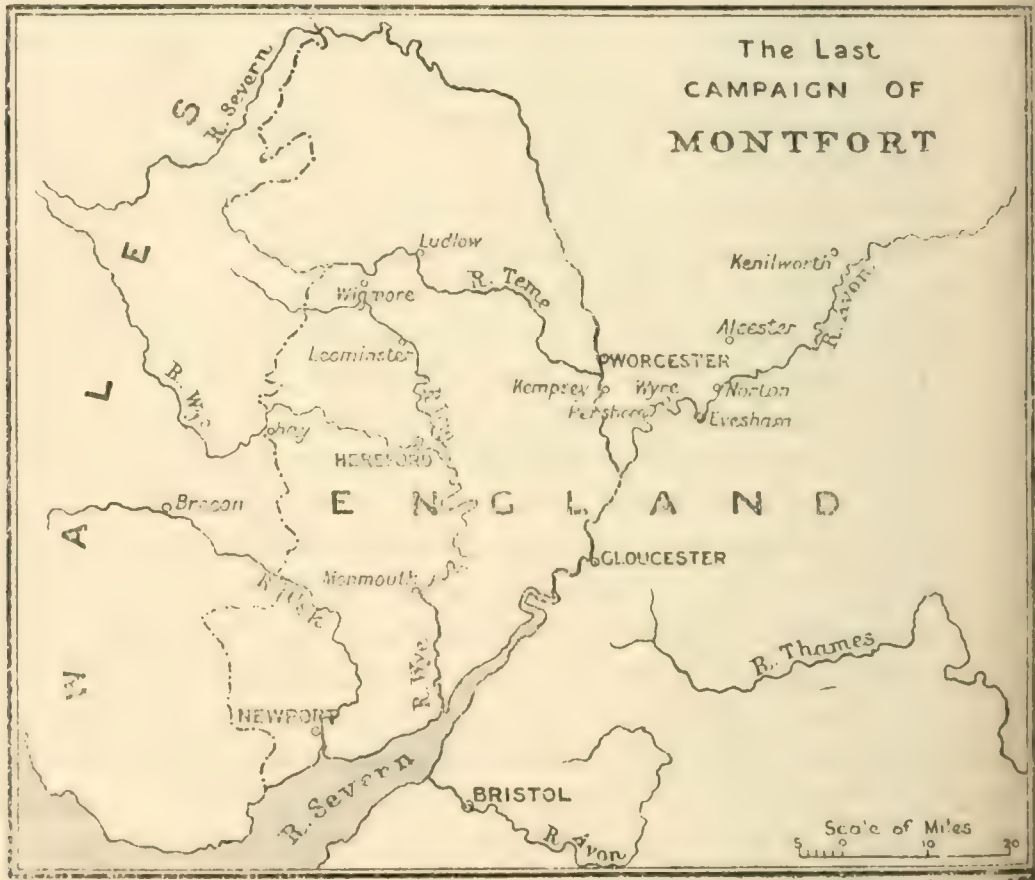 The Last
CAMPAIGN OF
MONTFORT
R. Severn
WALES
Ludlow
R. Teme
Wigmore
Leominster
Kenilworth
R. Avon
Alcester
WORCESTER
Kempsey
Wyre
Norton
Pershore
Evesham
R. Wye
Hay
HEREFORD
ENGLAND
Brecon
GLOUCESTER
Monmouth
R. Usk
R. Wye
R. Thames
NEWPORT
R. Severn
BRISTOL
R. Avon
Scale of Miles
5 0 10 20